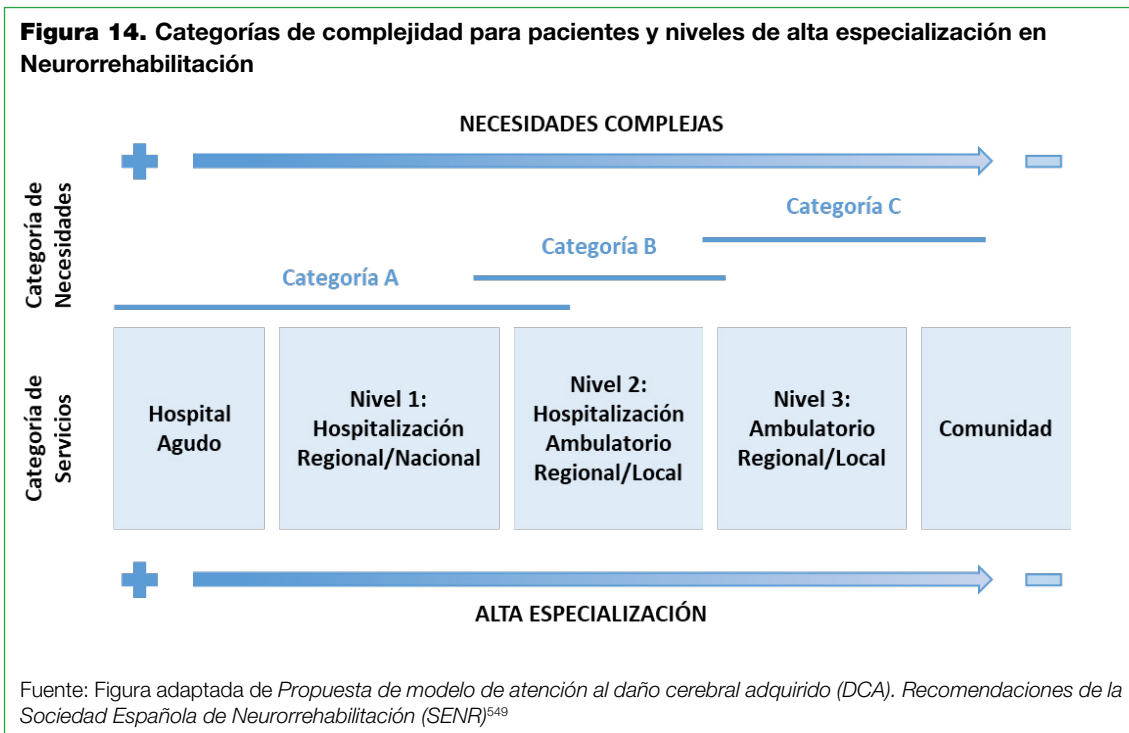 Figura 14. Categorías de complejidad para pacientes y niveles de alta especialización en
Neurorrehabilitación
NECESIDADES COMPLEJAS
Categoría de
Necesidades
Categoría C
Categoría B
Categoría A
Categoría de
Servicios
Hospital
Agudo
Nivel 1:
Hospitalización
Regional/Nacional
Nivel 2:
Hospitalización
Ambulatorio
Regional/Local
Nivel 3:
Ambulatorio
Regional/Local
Comunidad
ALTA ESPECIALIZACIÓN
Fuente: Figura adaptada de Propuesta de modelo de atención al daño cerebral adquirido (DCA). Recomendaciones de la
Sociedad Española de Neurorrehabilitación (SENR)549